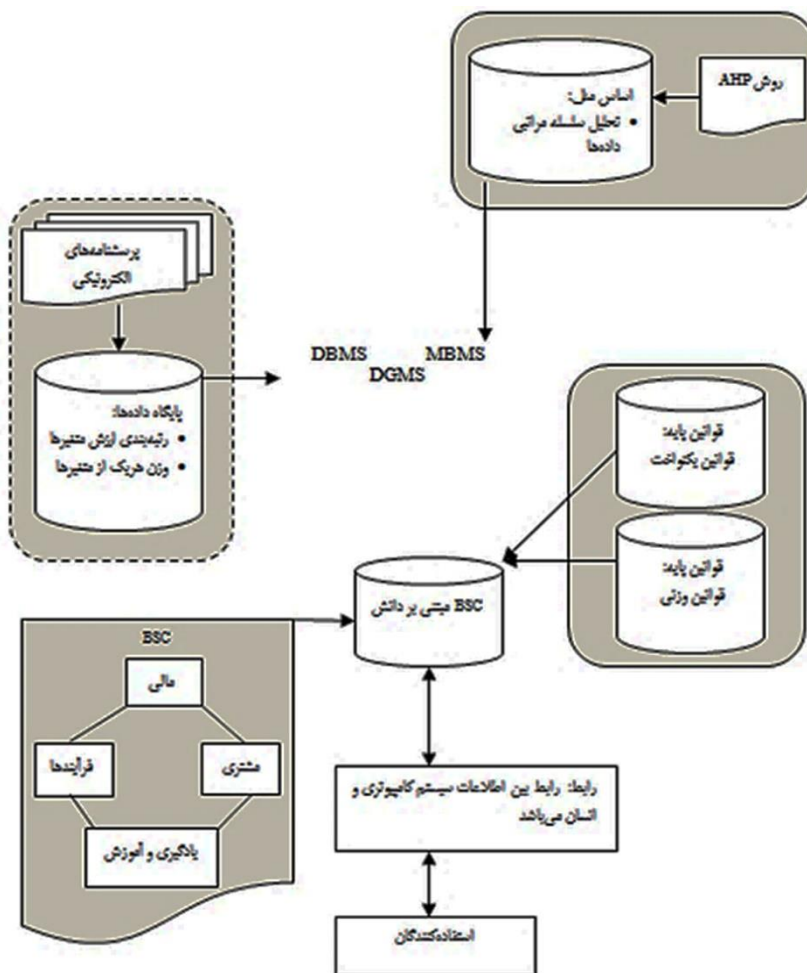 روش AHP
اساس مدل:
• تحلیل سلسله مراتبی
داده‌ها
پرسشنامه‌های
الکترونیکی
DBMS MBMS
DGMS
پایگاه داده‌ها:
• رتبه‌بندی ارزش متغیرها
• وزن هریک از متغیرها
قوانین پایه:
قوانین یکنواخت
قوانین پایه:
قوانین وزنی
BSC مبتنی بر دانش
BSC
مالی
مشتری
فرآیندها
یادگیری و آموزش
رابط: رابط بین اطلاعات سیستم کامپیوتری و
انسان می‌باشد
استفاده‌کنندگان